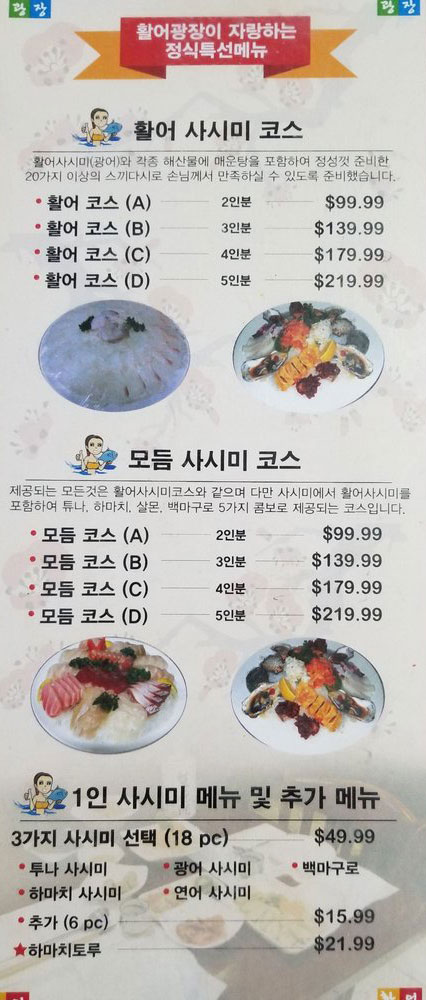 광장
광장
활어광장이 자랑하는
정식특선메뉴
활어 사시미 코스
활어사시미(광어)와 각종 해산물에 매운탕을 포함하여 정성껏 준비한
20가지 이상의 스끼다시로 손님께서 만족하실 수 있도록 준비했습니다.
• 활어 코스 (A) 2인분 $99.99
• 활어 코스 (B) 3인분 $139.99
• 활어 코스 (C) 4인분 $179.99
• 활어 코스 (D) 5인분 $219.99
모듬 사시미 코스
제공되는 모든것은 활어사시미코스와 같으며 다만 사시미에서 활어사시미를
포함하여 튜나, 하마치, 살몬, 백마구로 5가지 콤보로 제공되는 코스입니다.
• 모듬 코스 (A) 2인분 $99.99
• 모듬 코스 (B) 3인분 $139.99
• 모듬 코스 (C) 4인분 $179.99
• 모듬 코스 (D) 5인분 $219.99
1인 사시미 메뉴 및 추가 메뉴
3가지 사시미 선택 (18 pc) $49.99
• 투나 사시미 • 광어 사시미 • 백마구로
• 하마치 사시미 • 연어 사시미
• 추가 (6 pc) $15.99
★하마치토루 $21.99